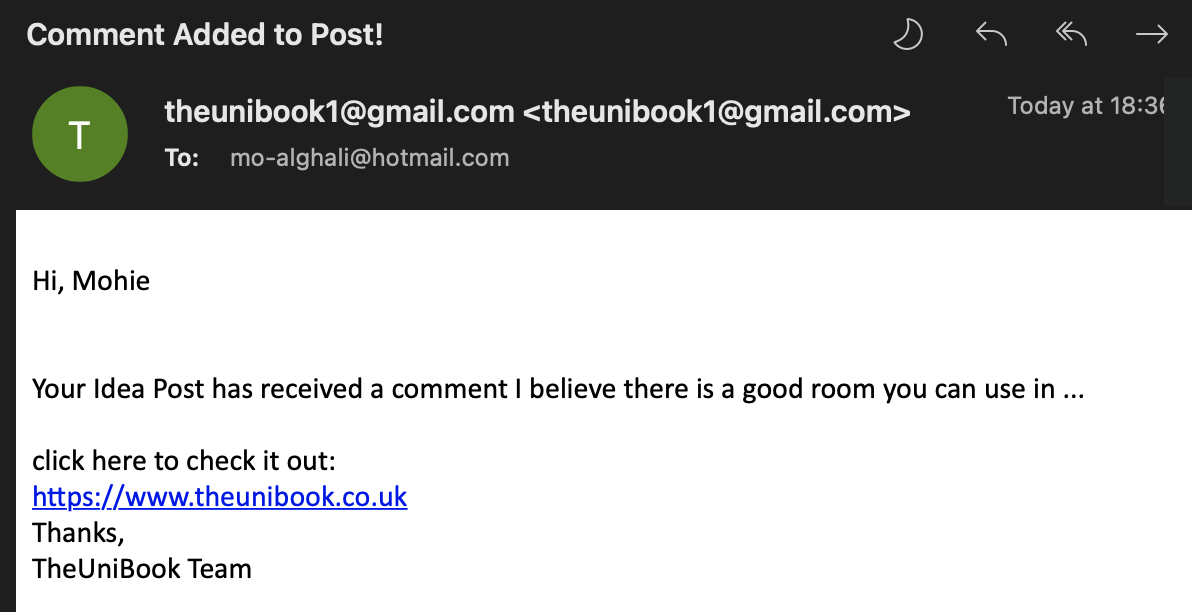 Comment Added to Post!
T
theunibook1@gmail.com <theunibook1@gmail.com>
Today at 18:36
To: mo-alghali@hotmail.com
Hi, Mohie
Your Idea Post has received a comment I believe there is a good room you can use in ...
click here to check it out:
https://www.theunibook.co.uk
Thanks,
TheUniBook Team